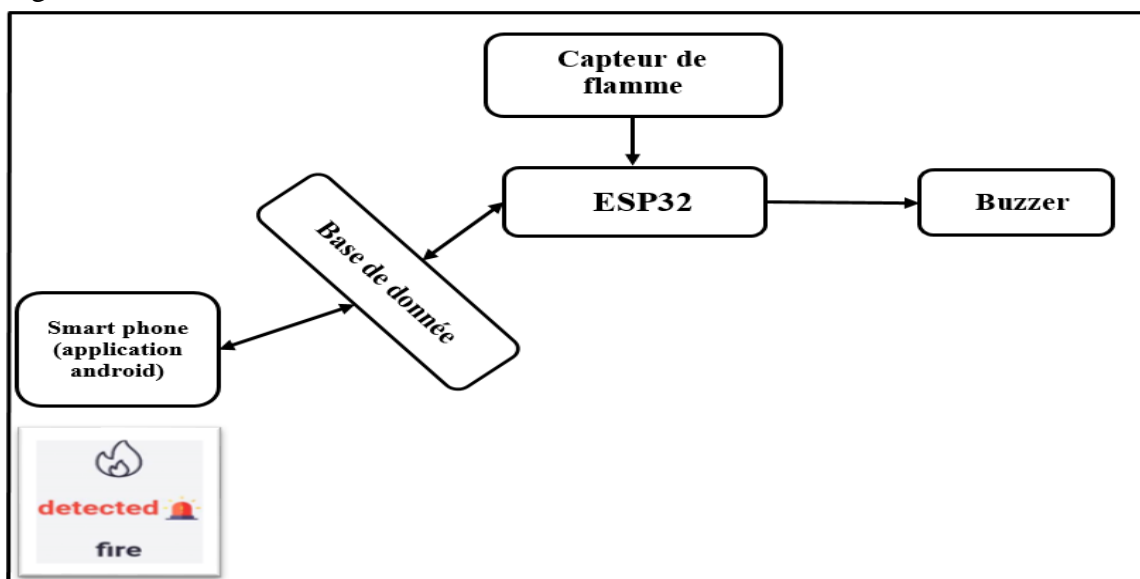 Capteur de
flamme
ESP32
Buzzer
Base de donnée
Smart phone
(application
android)
detected
fire